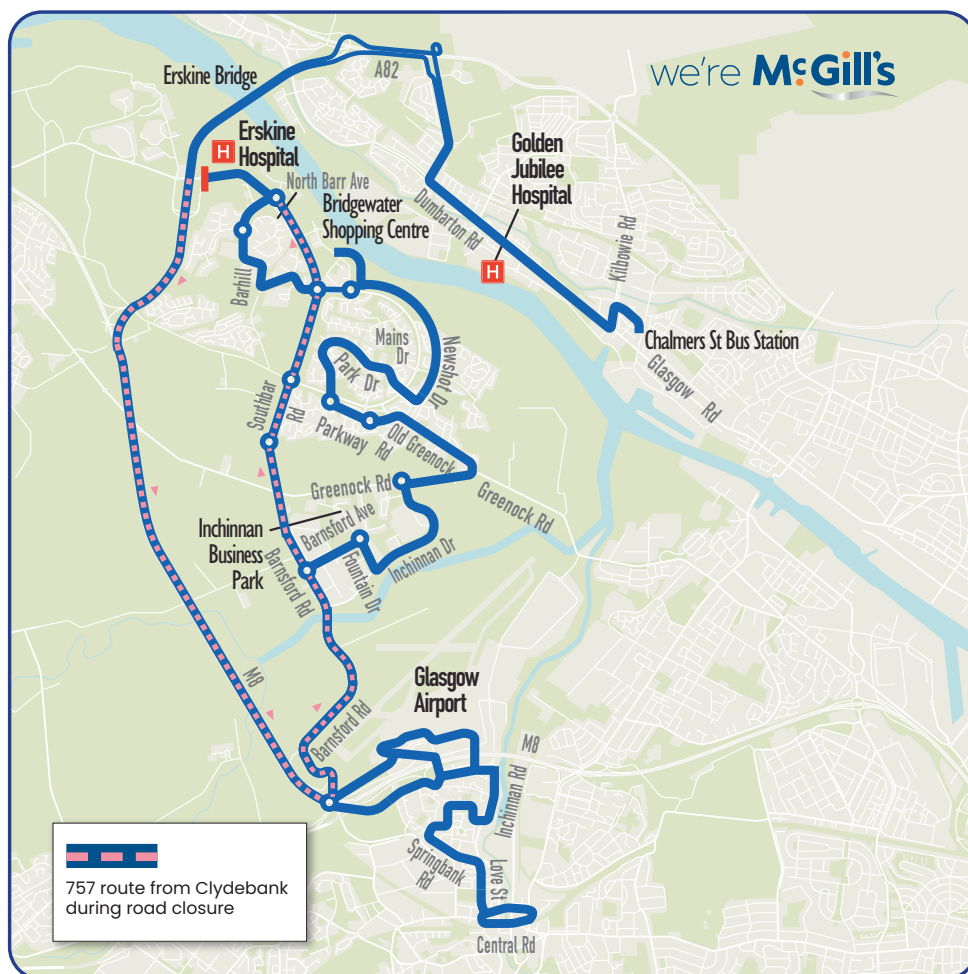 we're McGill's
Erskine Bridge
A82
H
Erskine
Hospital
Golden
Jubilee
Hospital
North Barr Ave
Bridgewater
Shopping Centre
Dumbarton Rd
Kilbowie Rd
H
Barhill
Mains
Dr
Newshot Dr
Chalmers St Bus Station
Glasgow Rd
Park Dr
Southbar
Rd
Parkway Rd
Old Greenock
Greenock Rd
Greenock Rd
Inchinnan
Business
Park
Barnsford Ave
Barnsford Rd
Fountain Dr
Inchinnan Dr
M8
Glasgow
Airport
Barnsford Rd
M8
Inchinnan Rd
Springbank
Rd
Love St
Central Rd
757 route from Clydebank
during road closure